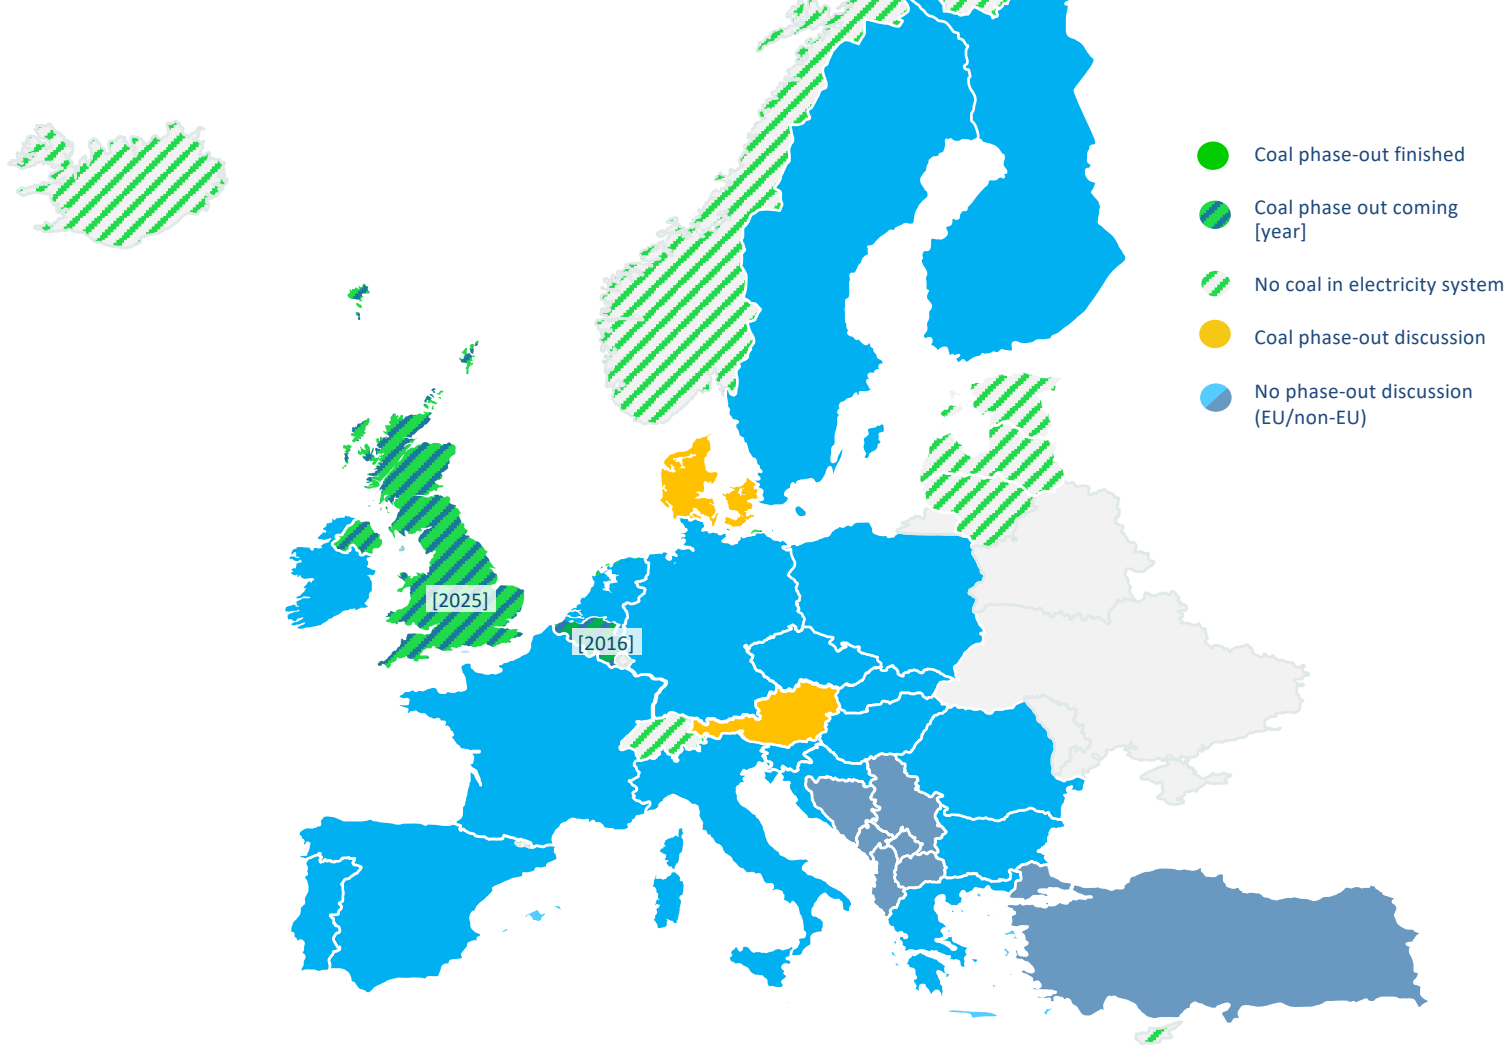 Coal phase-out finished
Coal phase out coming
[year]
No coal in electricity system
Coal phase-out discussion
No phase-out discussion
(EU/non-EU)
[2025]
[2016]